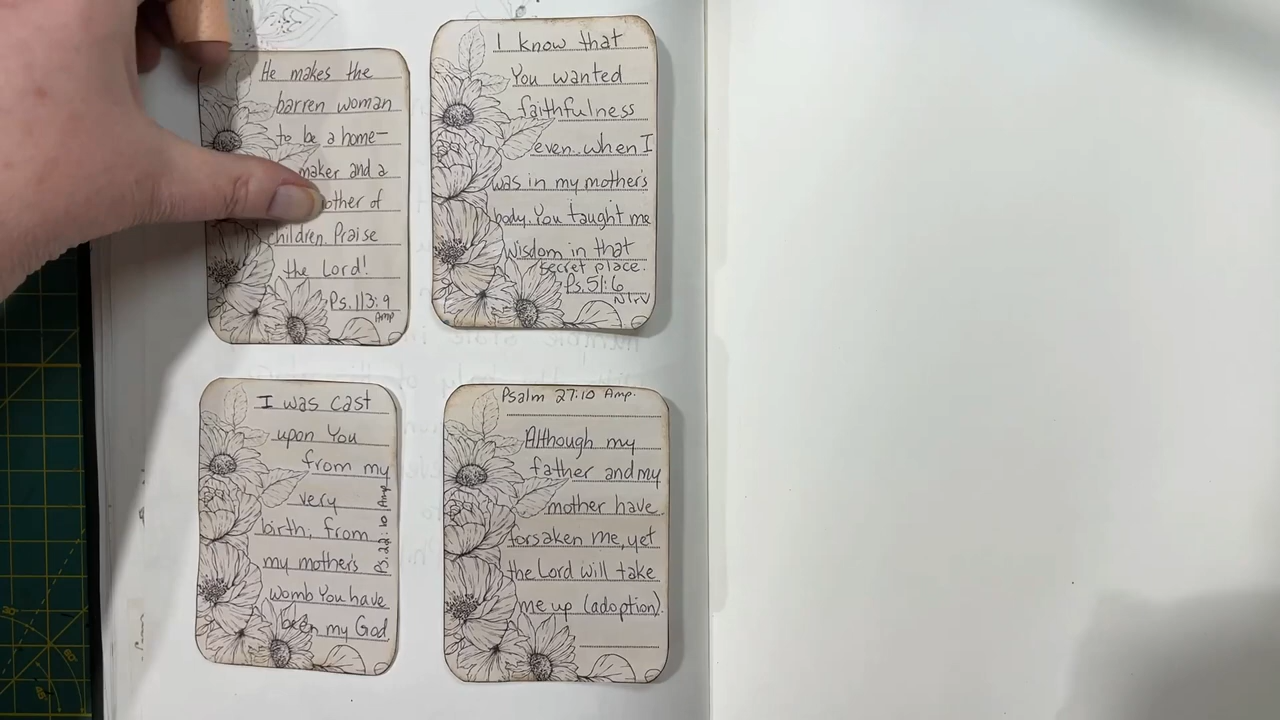 He makes the
barren woman
to be a home-
maker and a
other of
children. Praise
the Lord!
Ps. 113:9
Amp
I know that
You wanted
faithfulness
even when I
was in my mother's
body. You taught me
wisdom in that
secret place.
Ps. 51:6
NIrV
I was cast
upon You
from my
very
birth; from
my mother's
womb You have
been my God
Ps. 22:10 Amp.
Psalm 27:10 Amp.
Although my
father and my
mother have
forsaken me, yet
the Lord will take
me up (adoption).